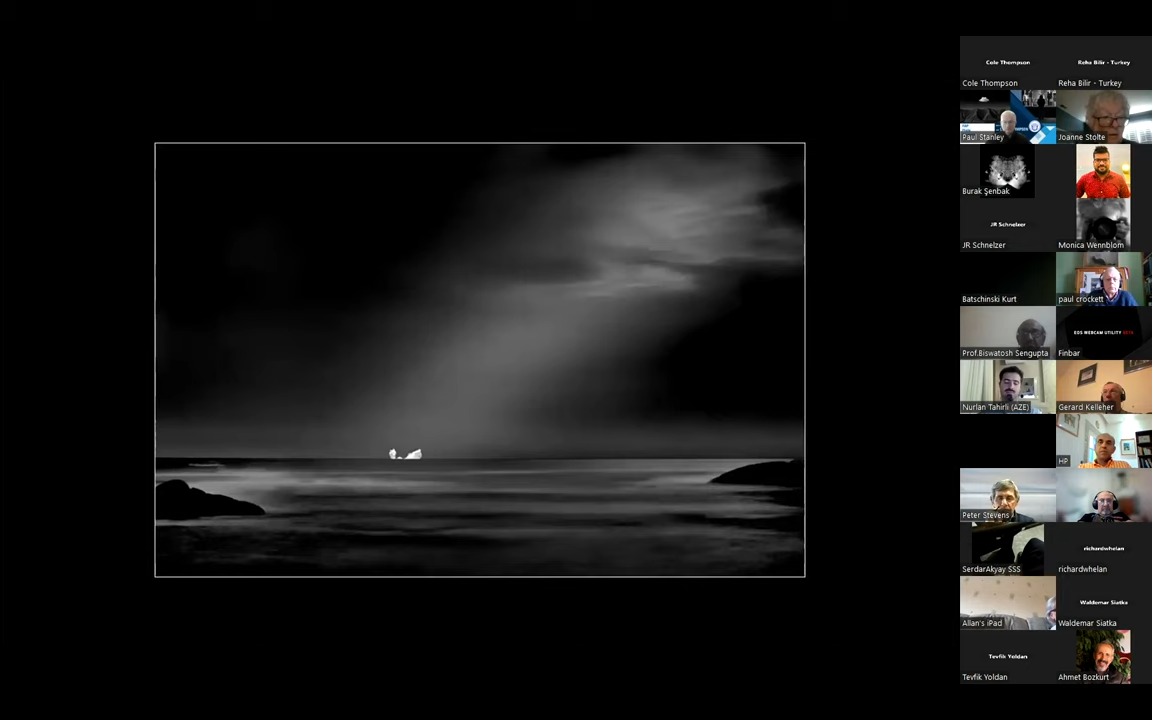 Cole Thompson
Reha Bilir - Turkey
Cole Thompson
Reha Bilir - Turkey
Paul Stanley
Joanne Stolte
Burak Şenbak
JR Schnelzer
JR Schnelzer
Monica Wennblom
Batschinski Kurt
paul crockett
EOS WEBCAM UTILITY BETA
Prof.Biswatosh Sengupta
Finbar
Nurlan Tahirli (AZE)
Gerard Kelleher
HP
Peter Stevens
richardwhelan
SerdarAkyay SSS
richardwhelan
Waldemar Siatka
Allan's iPad
Waldemar Siatka
Tevfik Yoldan
Tevfik Yoldan
Ahmet Bozkurt